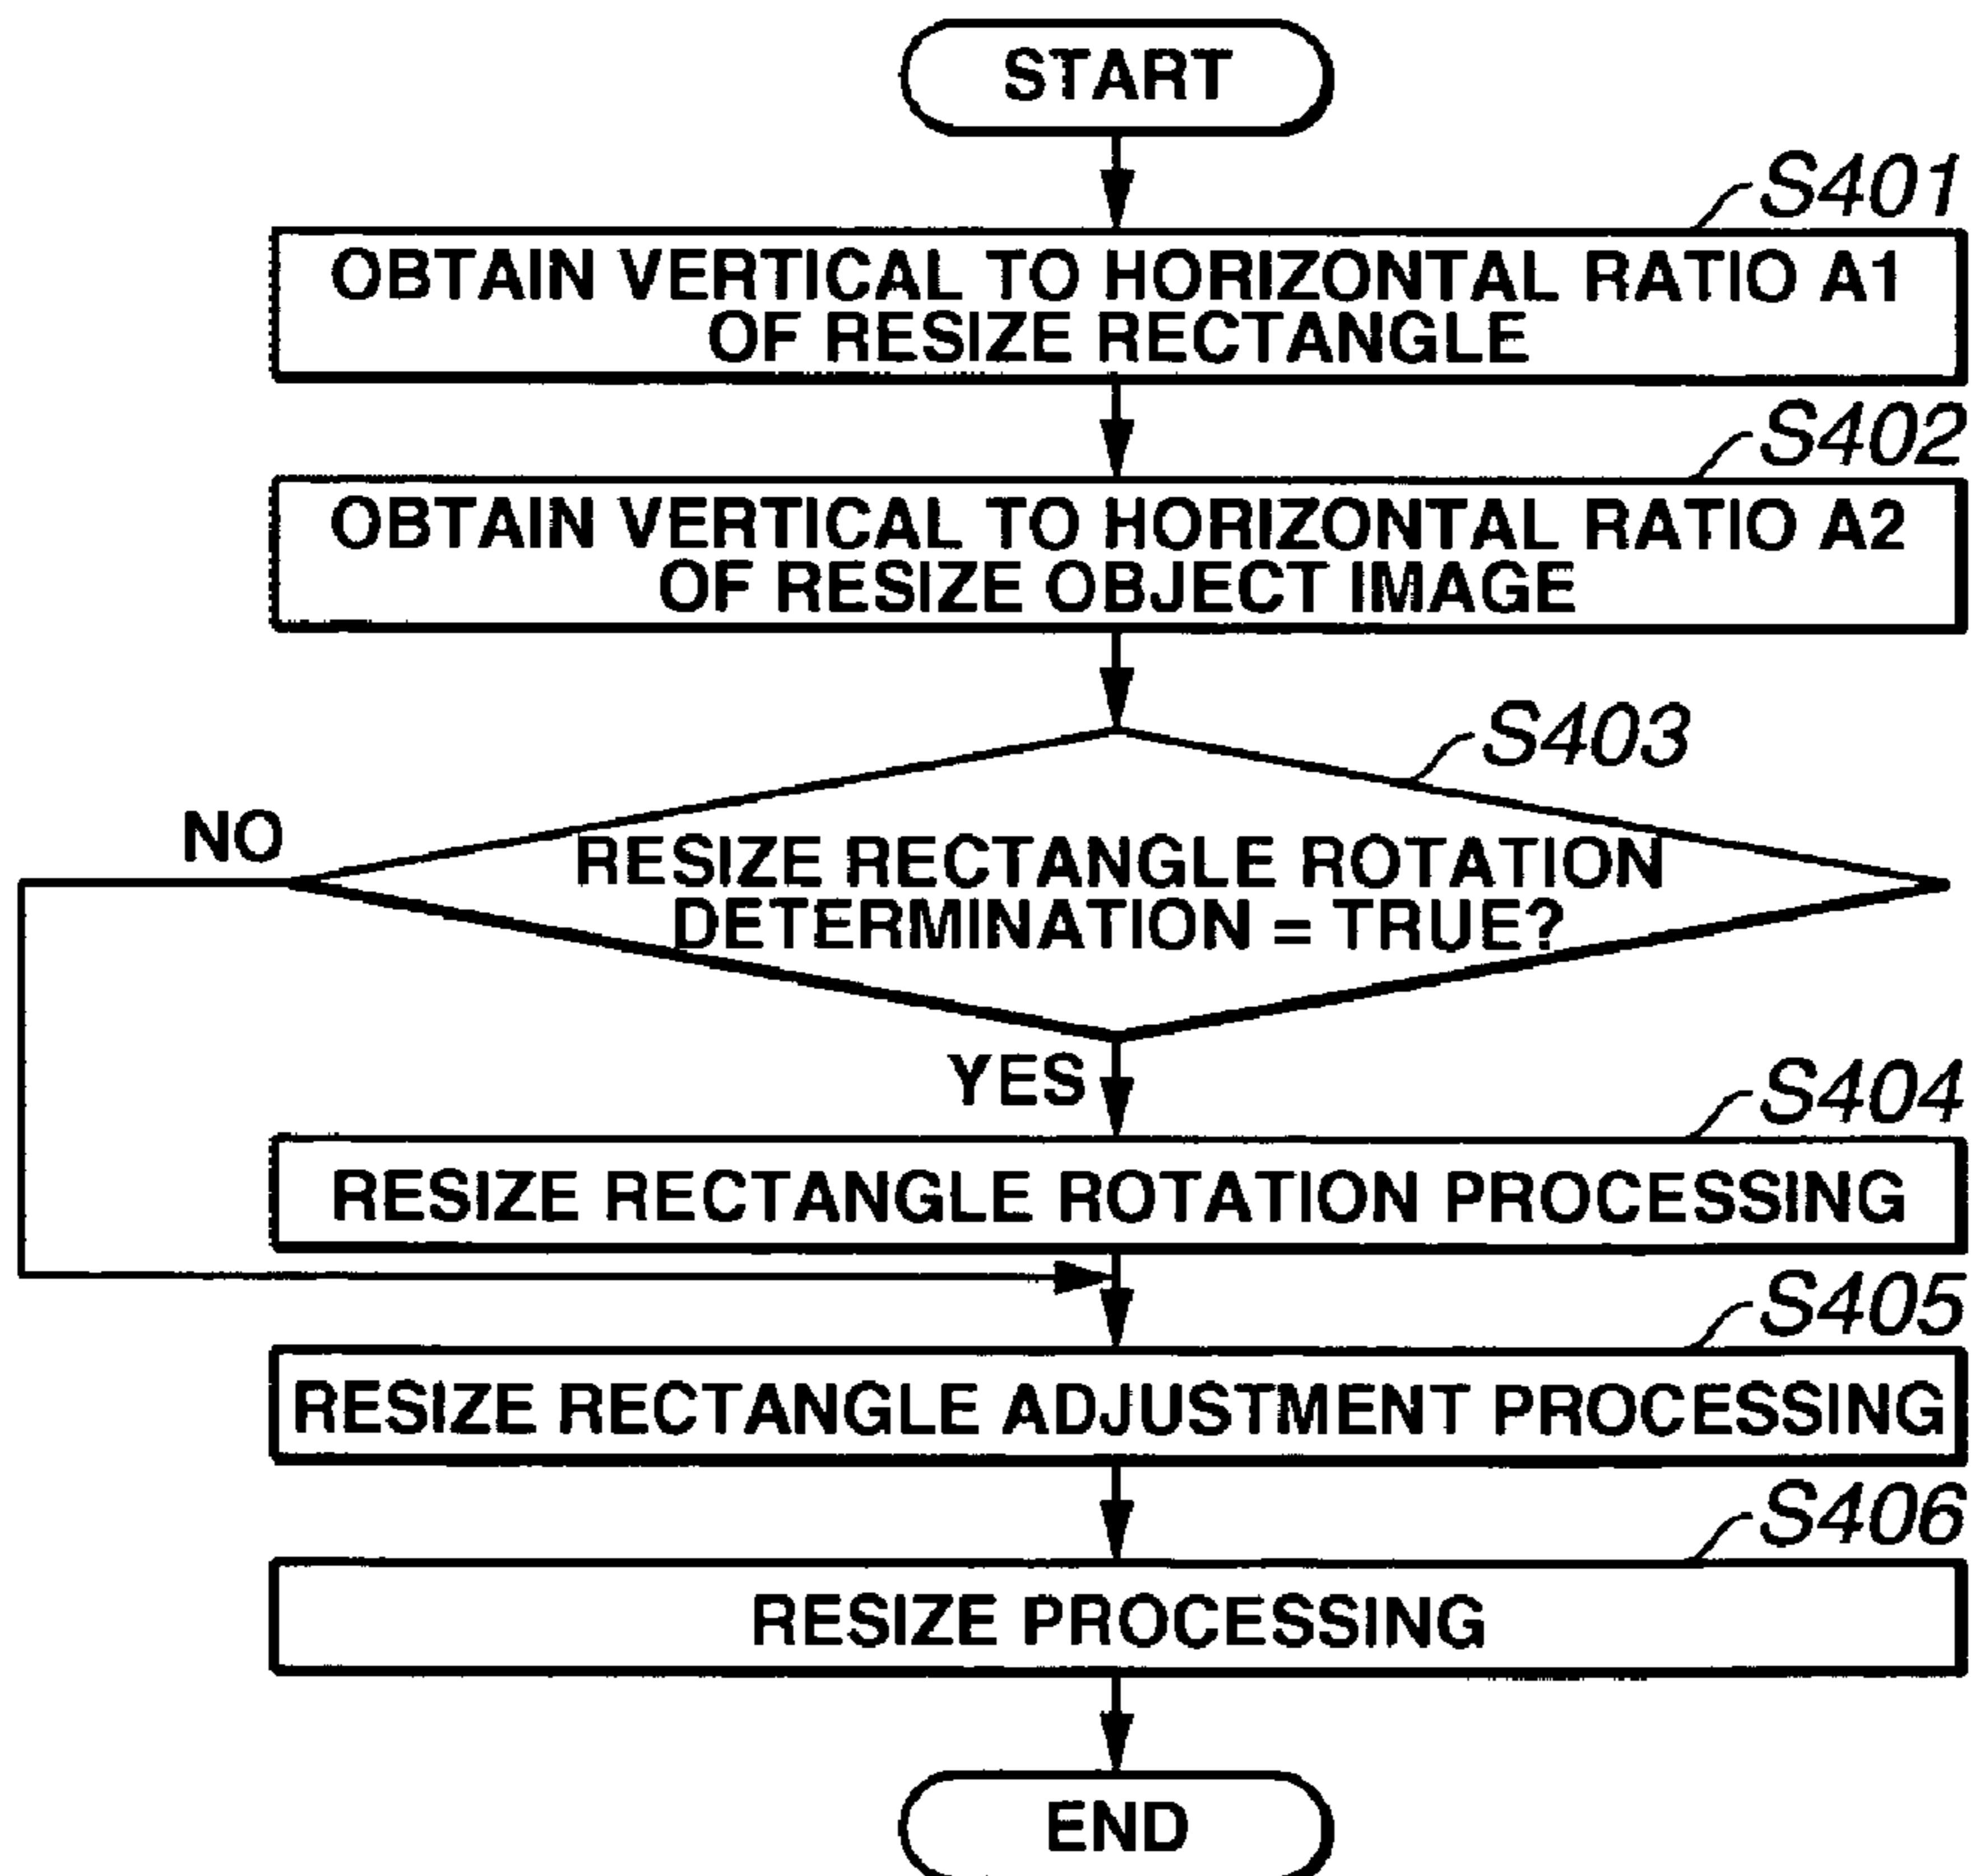 START
S401
OBTAIN VERTICAL TO HORIZONTAL RATIO A1
OF RESIZE RECTANGLE
S402
OBTAIN VERTICAL TO HORIZONTAL RATIO A2
OF RESIZE OBJECT IMAGE
S403
NO
RESIZE RECTANGLE ROTATION
DETERMINATION = TRUE?
YES
S404
RESIZE RECTANGLE ROTATION PROCESSING
S405
RESIZE RECTANGLE ADJUSTMENT PROCESSING
S406
RESIZE PROCESSING
END